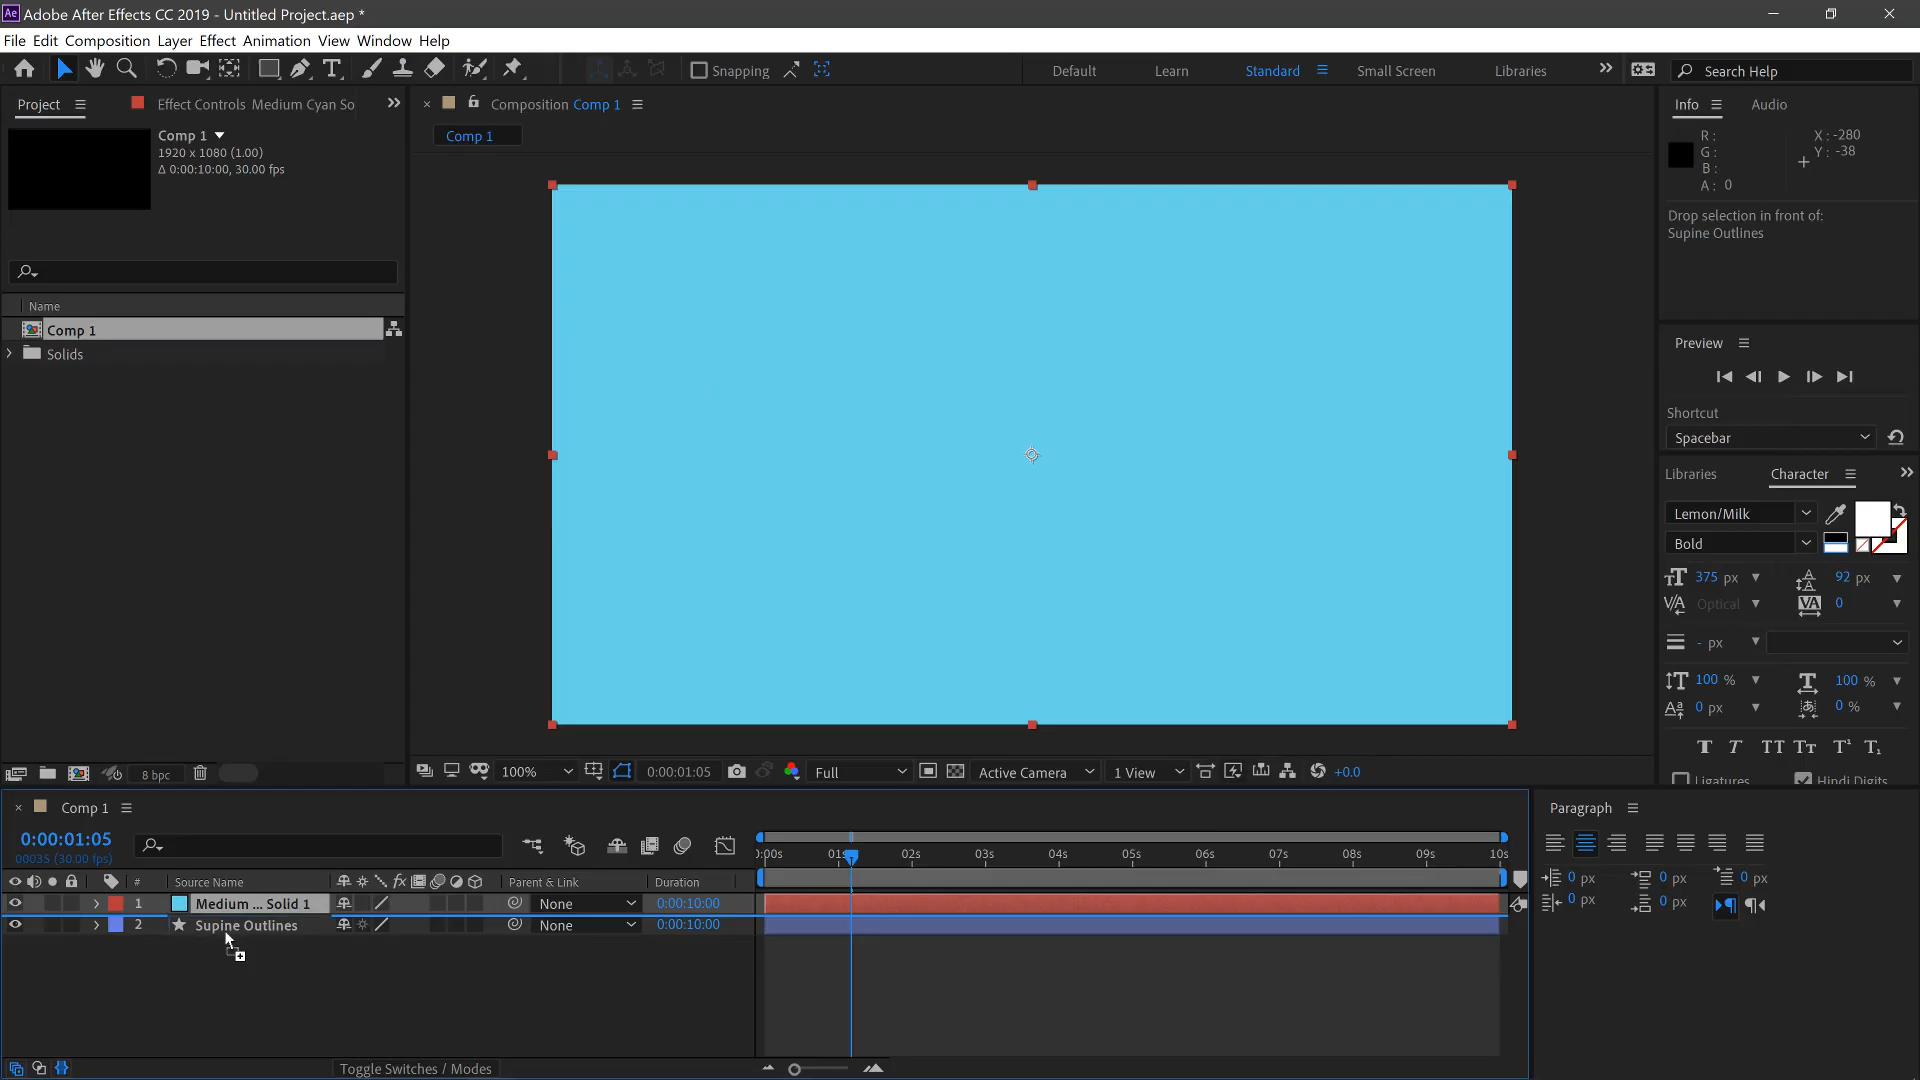 Adobe After Effects CC 2019 - Untitled Project.aep *
File Edit Composition Layer Effect Animation View Window Help
Snapping
Default
Learn
Standard
Small Screen
Libraries
Search Help
Project
Effect Controls Medium Cyan So
Composition Comp 1
Info
Audio
Comp 1
1920 x 1080 (1.00)
Δ 0:00:10:00, 30.00 fps
Comp 1
R :
G :
B :
A : 0
X : -280
Y : -38
Drop selection in front of:
Supine Outlines
Name
Comp 1
Solids
Preview
Shortcut
Spacebar
Libraries
Character
Lemon/Milk
Bold
375 px
92 px
Optical
0
- px
100 %
100 %
0 px
0 %
Ligatures
Hindi Digits
8 bpc
100%
0:00:01:05
Full
Active Camera
1 View
+0.0
Comp 1
0:00:01:05
00035 (30.00 fps)
:00s 01s 02s 03s 04s 05s 06s 07s 08s 09s 10s
# Source Name Parent & Link Duration
1 Medium ... Solid 1 None 0:00:10:00
2 Supine Outlines None 0:00:10:00
Toggle Switches / Modes
Paragraph
0 px
0 px
0 px
0 px
0 px